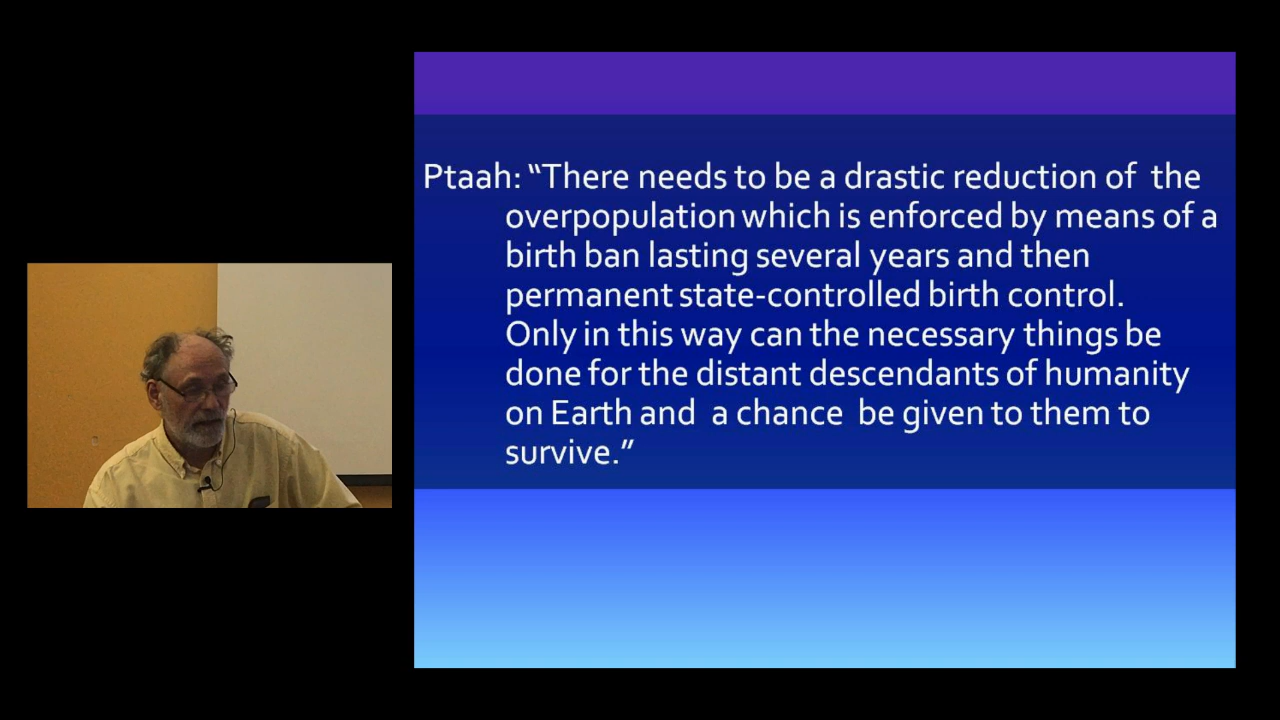 Ptaah: “There needs to be a drastic reduction of the
overpopulation which is enforced by means of a
birth ban lasting several years and then
permanent state-controlled birth control.
Only in this way can the necessary things be
done for the distant descendants of humanity
on Earth and a chance be given to them to
survive.”